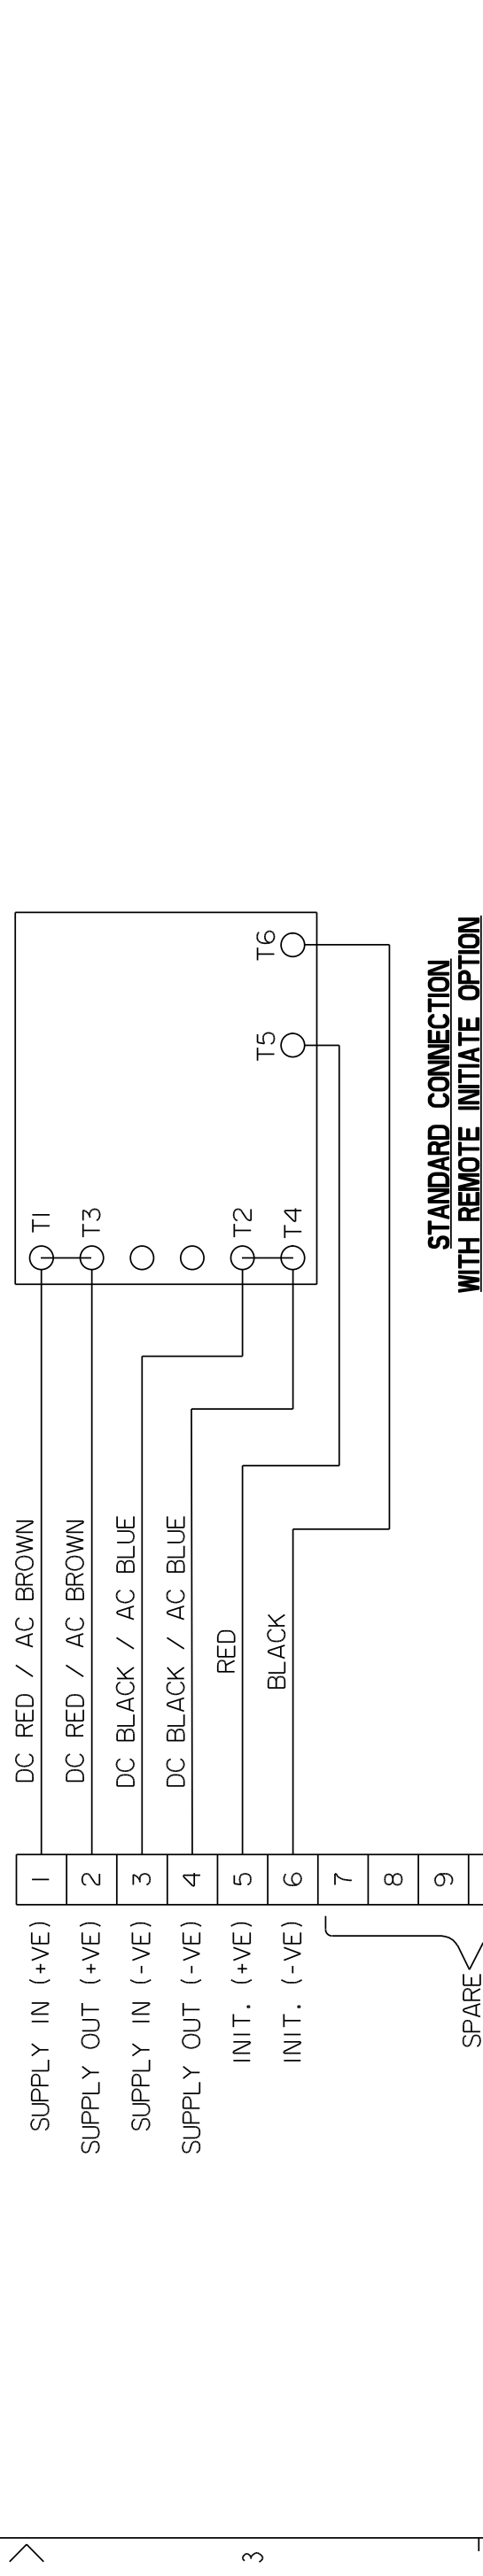 SUPPLY IN (+VE) 1 DC RED / AC BROWN T1
SUPPLY OUT (+VE) 2 DC RED / AC BROWN T3
SUPPLY IN (-VE) 3 DC BLACK / AC BLUE
SUPPLY OUT (-VE) 4 DC BLACK / AC BLUE
INIT. (+VE) 5 RED T2
INIT. (-VE) 6 BLACK T4 T5 T6
7
8
9
SPARE
STANDARD CONNECTION
WITH REMOTE INITIATE OPTION
3